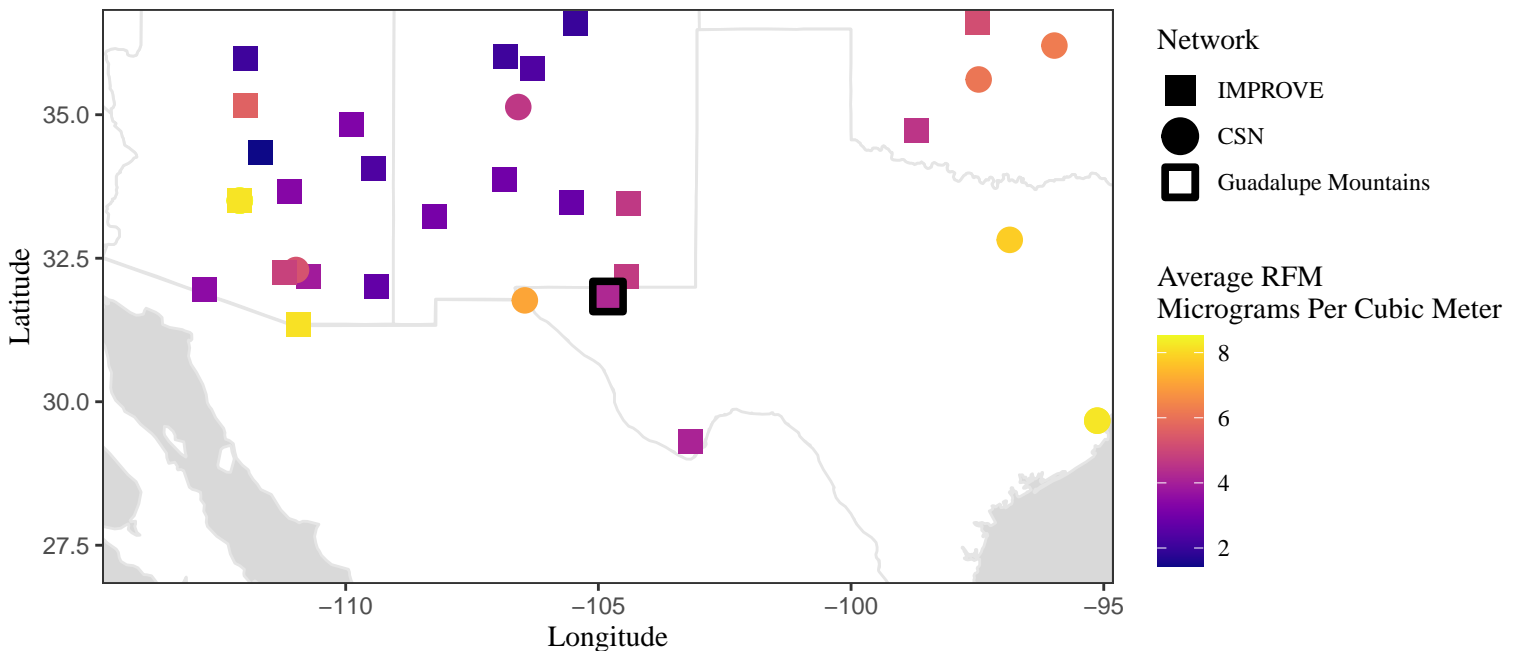 35.0
32.5
30.0
27.5
Latitude
−110
−105
−100
−95
Longitude
Network
IMPROVE
CSN
Guadalupe Mountains
Average RFM
Micrograms Per Cubic Meter
8
6
4
2